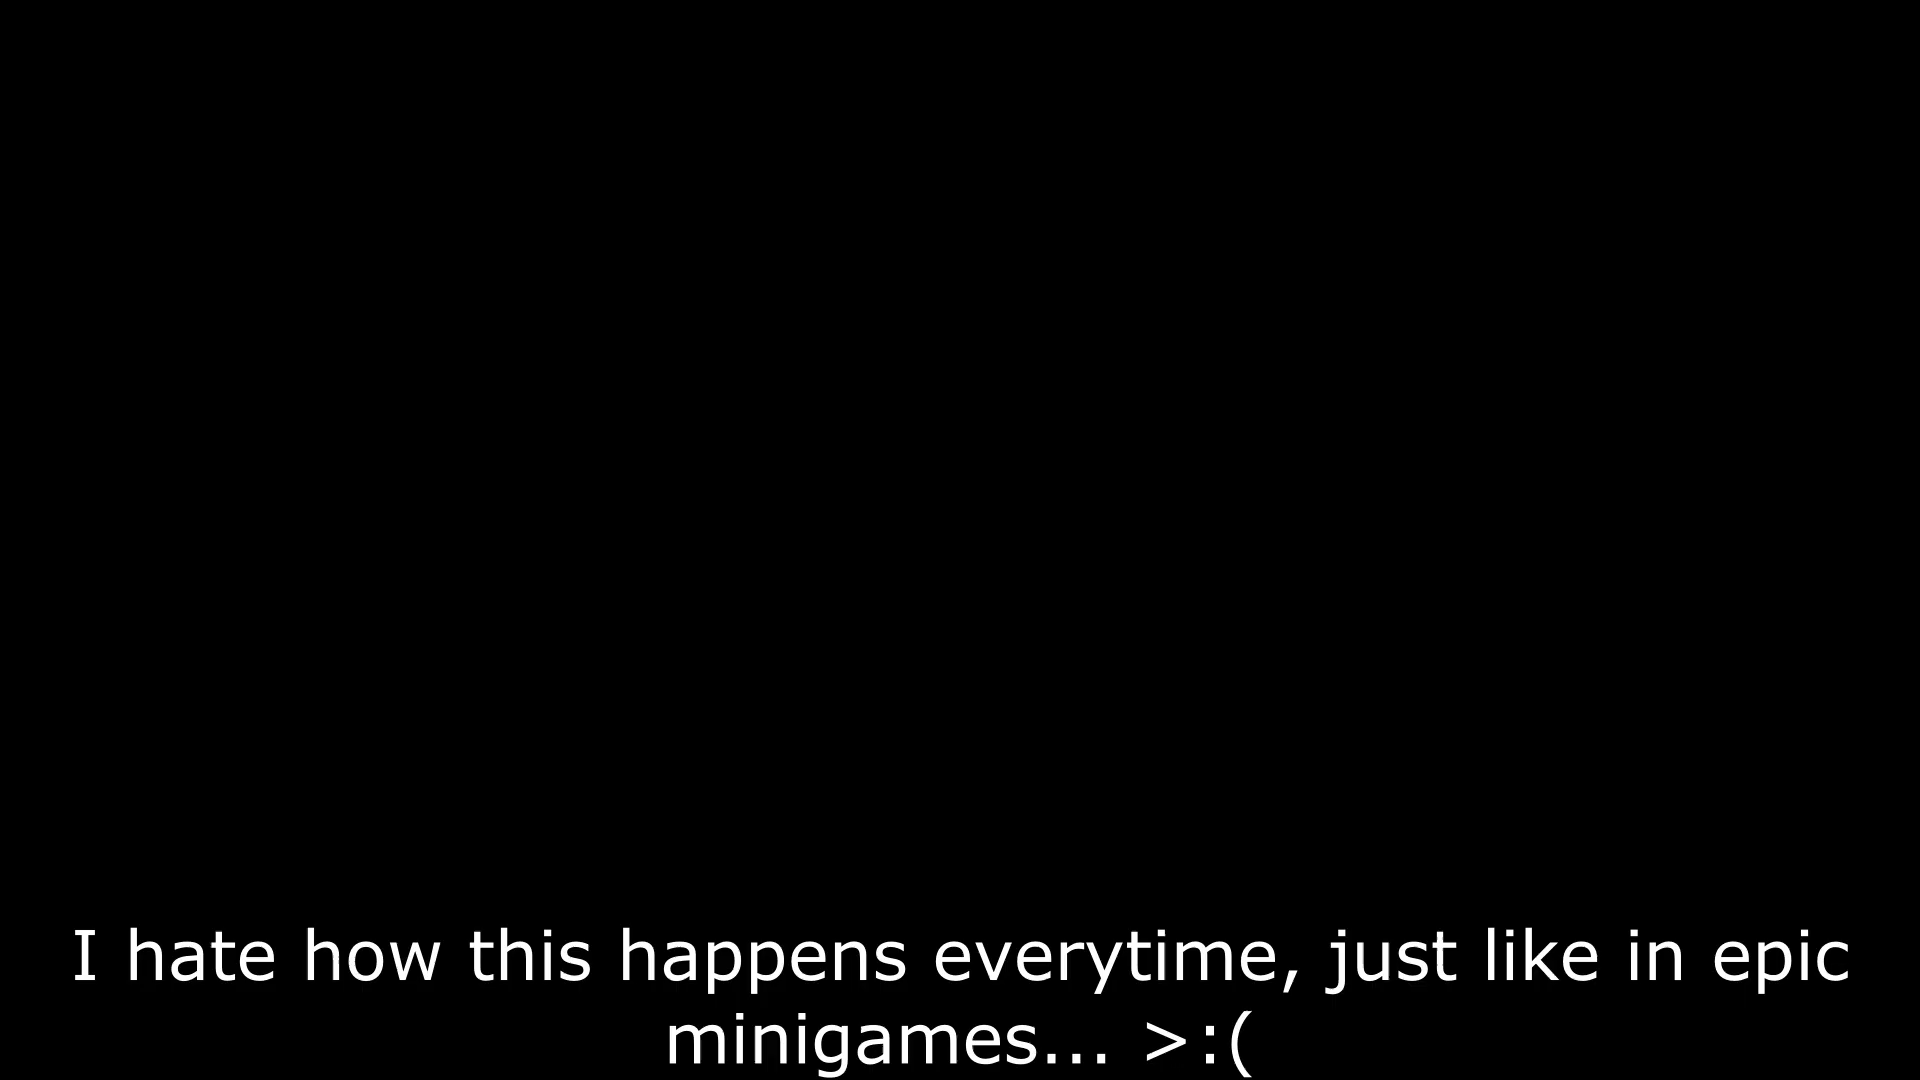 I hate how this happens everytime, just like in epic
minigames... >:(